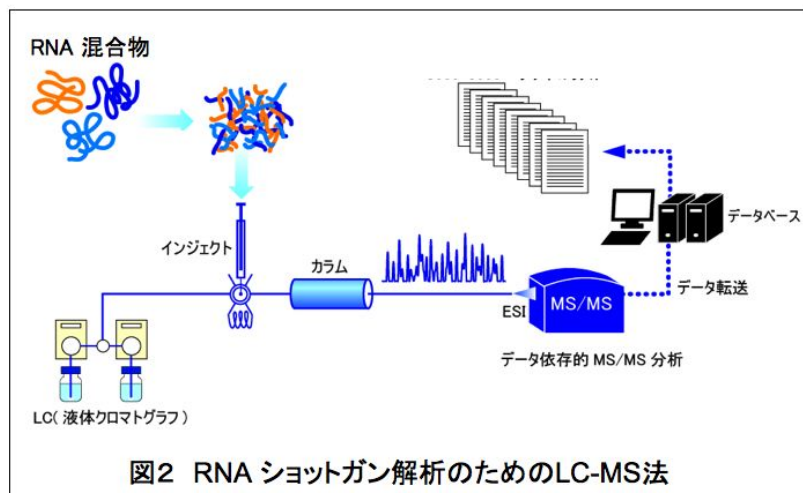 RNA 混合物
インジェクト
カラム
ESI
MS/MS
データベース
データ転送
データ依存的 MS/MS 分析
LC( 液体クロマトグラフ )
図2 RNA ショットガン解析のためのLC-MS法